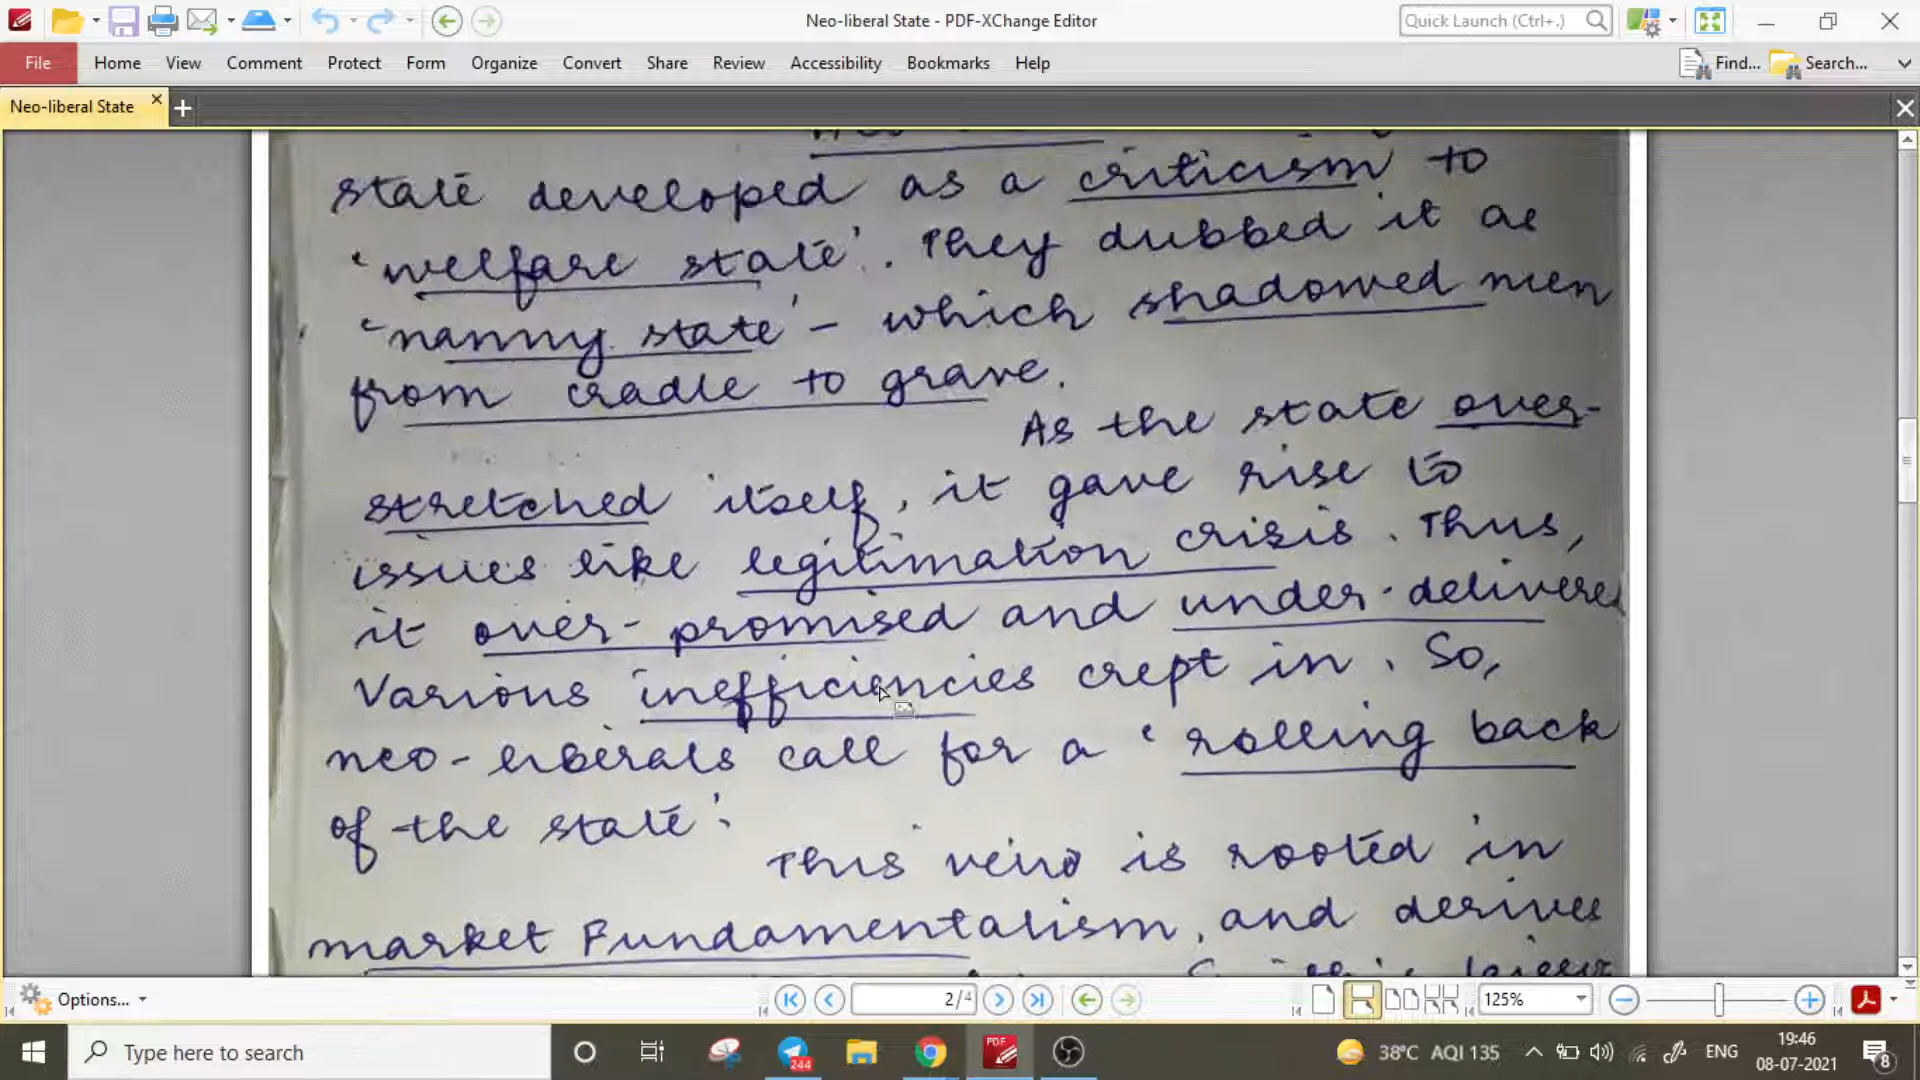 Neo-liberal State - PDF-XChange Editor
Quick Launch (Ctrl+.)
File Home View Comment Protect Form Organize Convert Share Review Accessibility Bookmarks Help Find... Search...
Neo-liberal State
state developed as a criticism to
'welfare state'. They dubbed it as
'nanny state' - which shadowed men
from cradle to grave.
As the state over-
stretched itself, it gave rise to
issues like legitimation crisis. Thus,
it over-promised and under-delivered
Various inefficiencies crept in. So,
neo-liberals call for a 'rolling back
of the state'.
This is rooted in
market Fundamentalism, and derives
Options... 2/4 125%
Type here to search
244
PDF
38°C AQI 135
ENG
19:46
08-07-2021
8